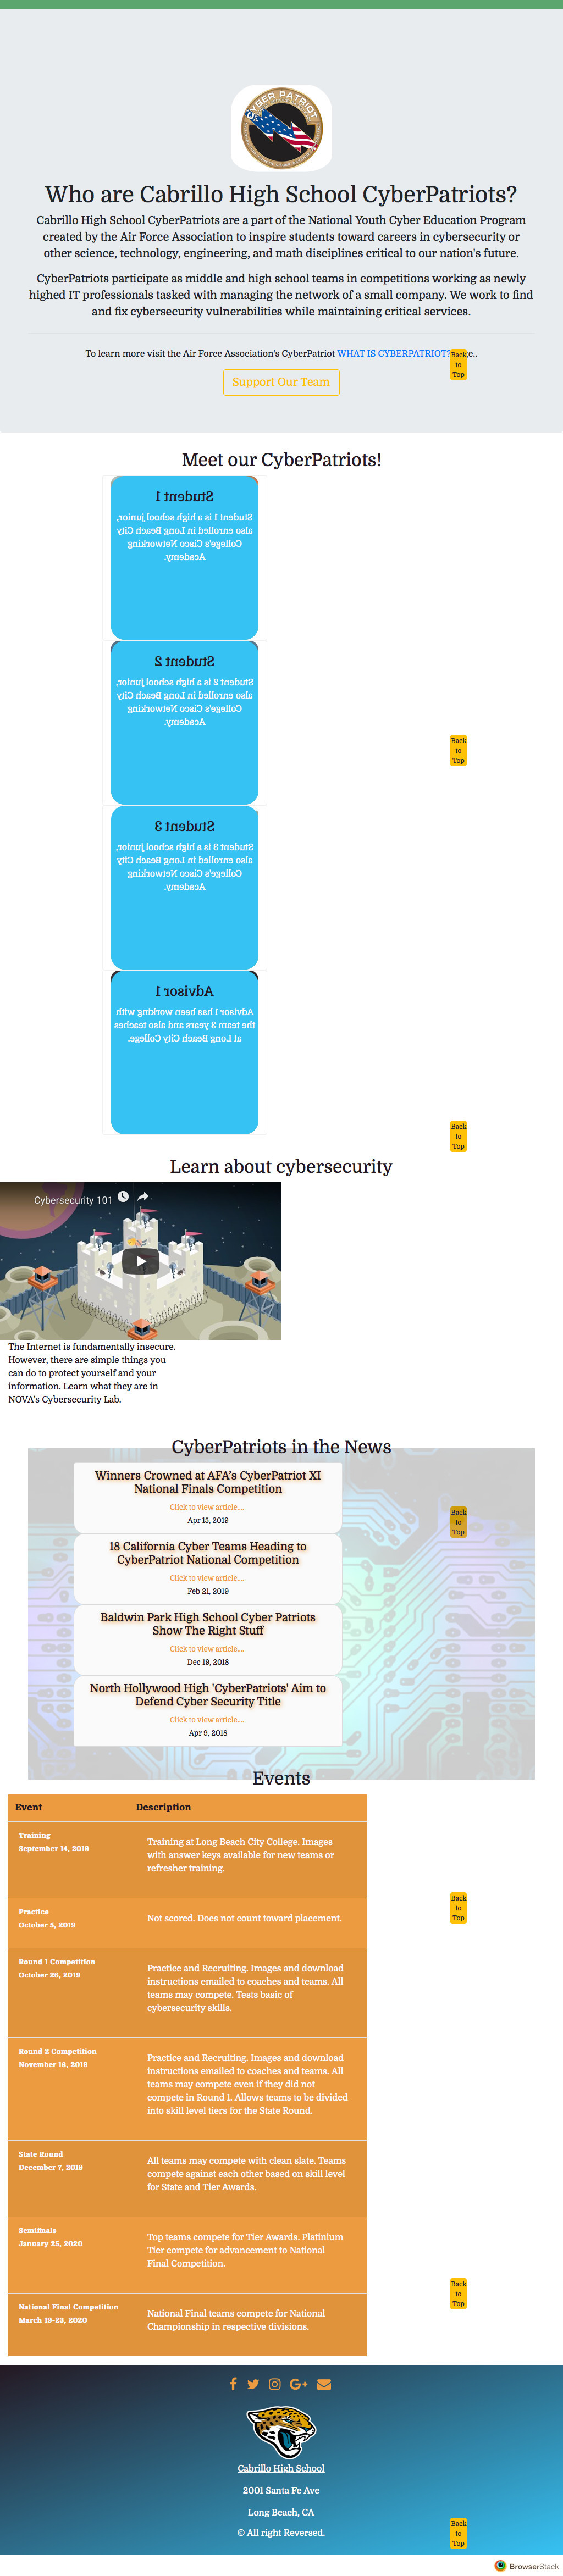 CYBER PATRIOT
Who are Cabrillo High School CyberPatriots?
Cabrillo High School CyberPatriots are a part of the National Youth Cyber Education Program
created by the Air Force Association to inspire students toward careers in cybersecurity or
other science, technology, engineering, and math disciplines critical to our nation's future.
CyberPatriots participate as middle and high school teams in competitions working as newly
highed IT professionals tasked with managing the network of a small company. We work to find
and fix cybersecurity vulnerabilities while maintaining critical services.
To learn more visit the Air Force Association's CyberPatriot WHAT IS CYBERPATRIOT? e..
Back
to
Top
Support Our Team
Meet our CyberPatriots!
Student 1
Student 1 is a high school junior,
also enrolled in Long Beach City
College's Cisco Networking
Academy.
Student 2
Student 2 is a high school junior,
also enrolled in Long Beach City
College's Cisco Networking
Academy.
Back
to
Top
Student 3
Student 3 is a high school junior,
also enrolled in Long Beach City
College's Cisco Networking
Academy.
Advisor 1
Advisor 1 has been working with
the team 3 years and also teaches
at Long Beach City College.
Back
to
Top
Learn about cybersecurity
Cybersecurity 101
The Internet is fundamentally insecure.
However, there are simple things you
can do to protect yourself and your
information. Learn what they are in
NOVA's Cybersecurity Lab.
CyberPatriots in the News
Winners Crowned at AFA's CyberPatriot XI
National Finals Competition
Click to view article....
Apr 15, 2019
Back
to
Top
18 California Cyber Teams Heading to
CyberPatriot National Competition
Click to view article....
Feb 21, 2019
Baldwin Park High School Cyber Patriots
Show The Right Stuff
Click to view article....
Dec 19, 2018
North Hollywood High 'CyberPatriots' Aim to
Defend Cyber Security Title
Click to view article....
Apr 9, 2018
Events
Event Description
Training
September 14, 2019
Training at Long Beach City College. Images
with answer keys available for new teams or
refresher training.
Practice
October 5, 2019
Not scored. Does not count toward placement.
Back
to
Top
Round 1 Competition
October 26, 2019
Practice and Recruiting. Images and download
instructions emailed to coaches and teams. All
teams may compete. Tests basic of
cybersecurity skills.
Round 2 Competition
November 16, 2019
Practice and Recruiting. Images and download
instructions emailed to coaches and teams. All
teams may compete even if they did not
compete in Round 1. Allows teams to be divided
into skill level tiers for the State Round.
State Round
December 7, 2019
All teams may compete with clean slate. Teams
compete against each other based on skill level
for State and Tier Awards.
Semifinals
January 25, 2020
Top teams compete for Tier Awards. Platinium
Tier compete for advancement to National
Final Competition.
Back
to
Top
National Final Competition
March 19-23, 2020
National Final teams compete for National
Championship in respective divisions.
Cabrillo High School
2001 Santa Fe Ave
Long Beach, CA
© All right Reversed.
Back
to
Top
BrowserStack